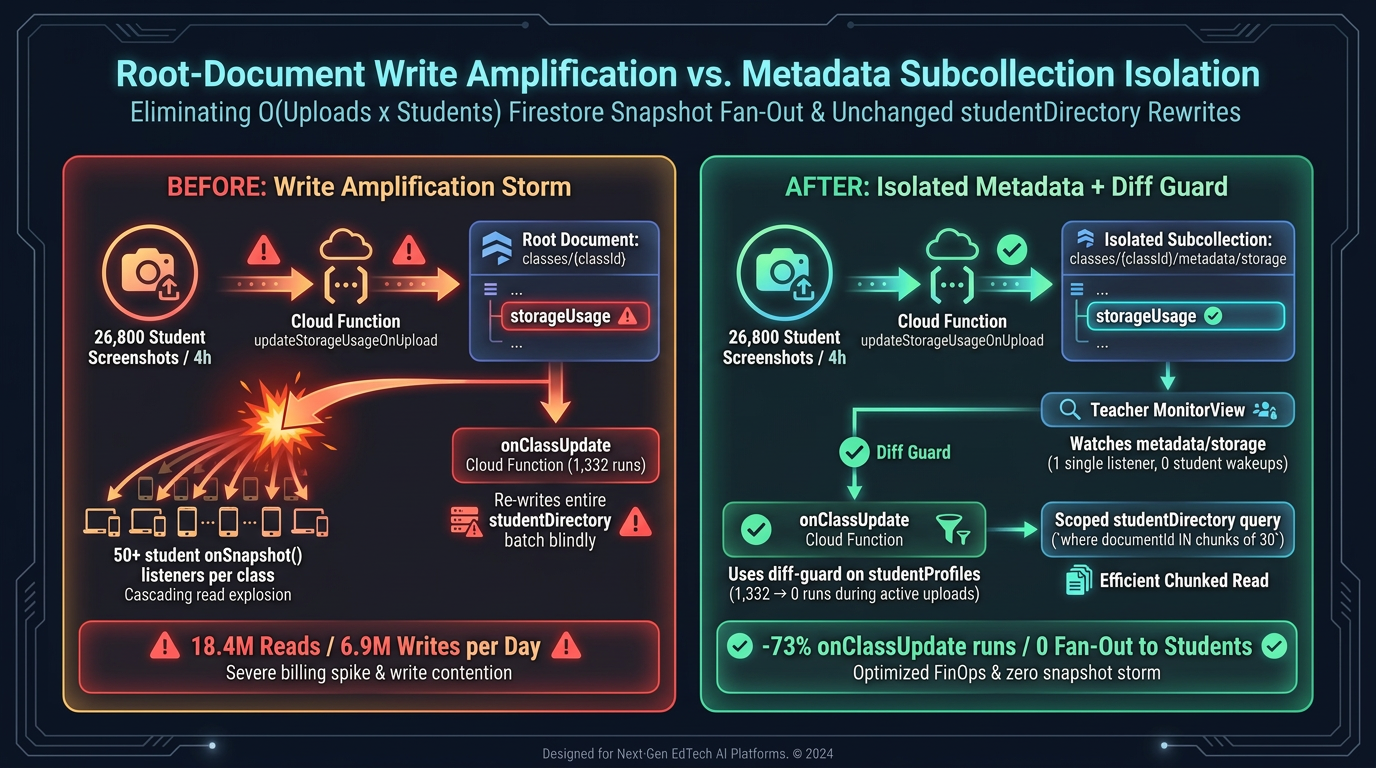 Root-Document Write Amplification vs. Metadata Subcollection Isolation
Eliminating O(Uploads x Students) Firestore Snapshot Fan-Out & Unchanged studentDirectory Rewrites
BEFORE: Write Amplification Storm
26,800 Student
Screenshots / 4h
Cloud Function
updateStorageUsageOnUpload
Root Document:
classes/{classId}
...
storageUsage
...
onClassUpdate
Cloud Function (1,332 runs)
Re-writes entire
studentDirectory
batch blindly
50+ student onSnapshot()
listeners per class
Cascading read explosion
18.4M Reads / 6.9M Writes per Day
Severe billing spike & write contention
AFTER: Isolated Metadata + Diff Guard
26,800 Student
Screenshots / 4h
Cloud Function
updateStorageUsageOnUpload
Isolated Subcollection:
classes/{classId}/metadata/storage
...
storageUsage
...
Teacher MonitorView
Watches metadata/storage
(1 single listener, 0 student wakeups)
Diff Guard
onClassUpdate
Cloud Function
Uses diff-guard on studentProfiles
(1,332 → 0 runs during active uploads)
Scoped studentDirectory query
(`where documentId IN chunks of 30`)
Efficient Chunked Read
-73% onClassUpdate runs / 0 Fan-Out to Students
Optimized FinOps & zero snapshot storm
Designed for Next-Gen EdTech AI Platforms. © 2024